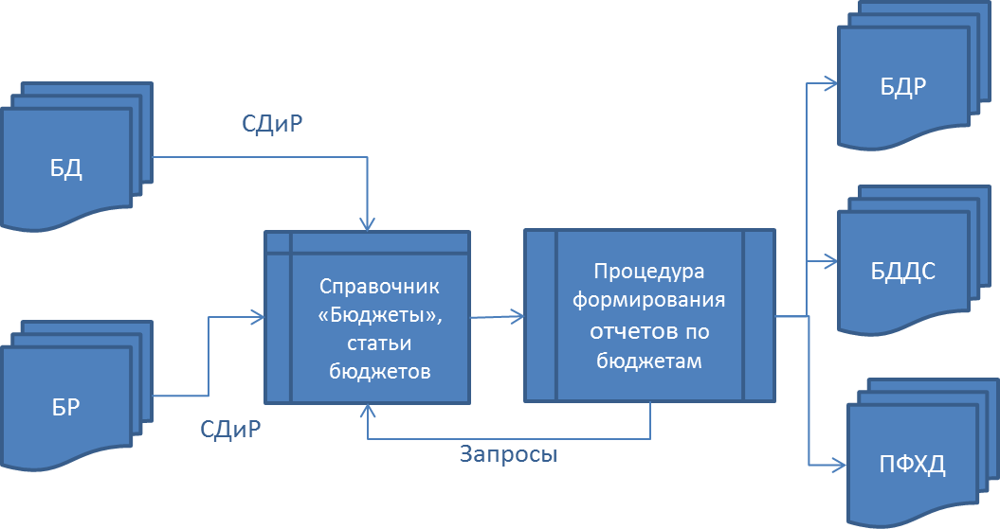 БД
СДиР
БР
СДиР
Справочник
«Бюджеты»,
статьи
бюджетов
Процедура
формирования
отчетов по
бюджетам
Запросы
БДР
БДДС
ПФХД